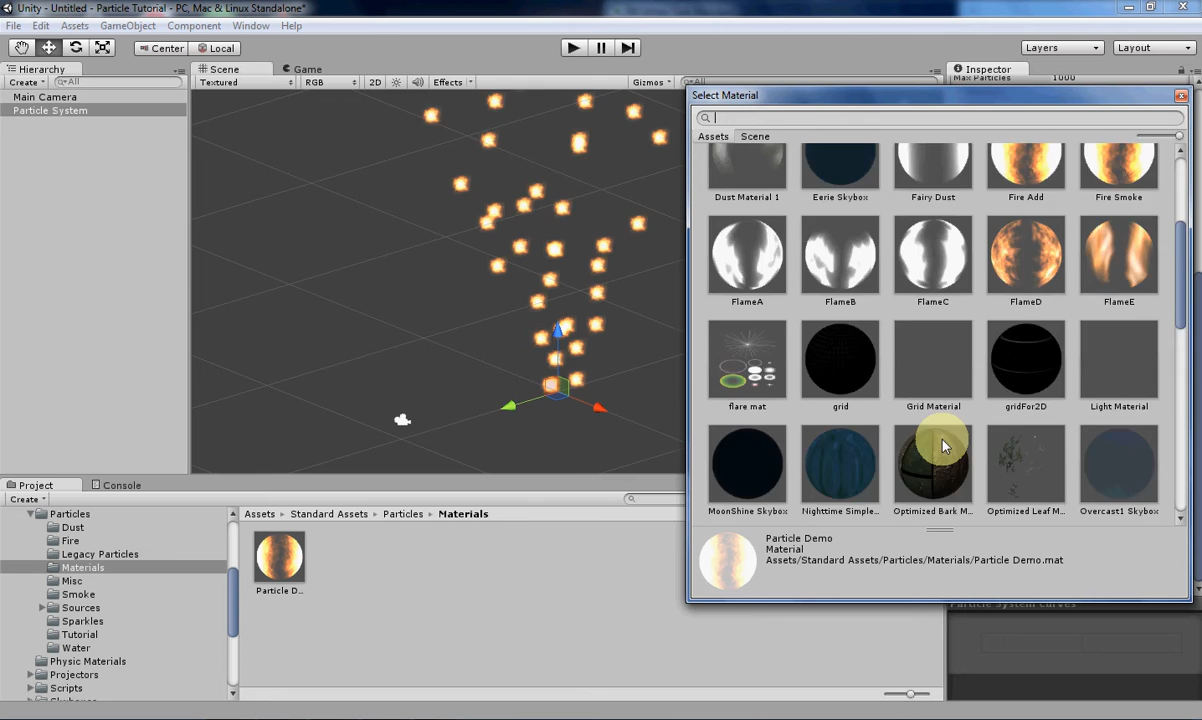 Unity - Untitled - Particle Tutorial - PC, Mac & Linux Standalone*
File Edit Assets GameObject Component Window Help
Center Local Layers Layout
Hierarchy Scene Game Inspector
Create All Textured RGB 2D Effects Gizmos All Max Particles 1000
Main Camera
Particle System
Select Material
Assets Scene
Dust Material 1 Eerie Skybox Fairy Dust Fire Add Fire Smoke
FlameA FlameB FlameC FlameD FlameE
flare mat grid Grid Material gridFor2D Light Material
MoonShine Skybox Nighttime Simple... Optimized Bark M... Optimized Leaf M... Overcast1 Skybox
Particle Demo
Material
Assets/Standard Assets/Particles/Materials/Particle Demo.mat
Particle System Curves
Project Console
Create
Assets Standard Assets Particles Materials
Particles
Dust
Fire
Legacy Particles
Materials
Misc
Smoke
Sources
Sparkles
Tutorial
Water
Physic Materials
Projectors
Scripts
Particle D...